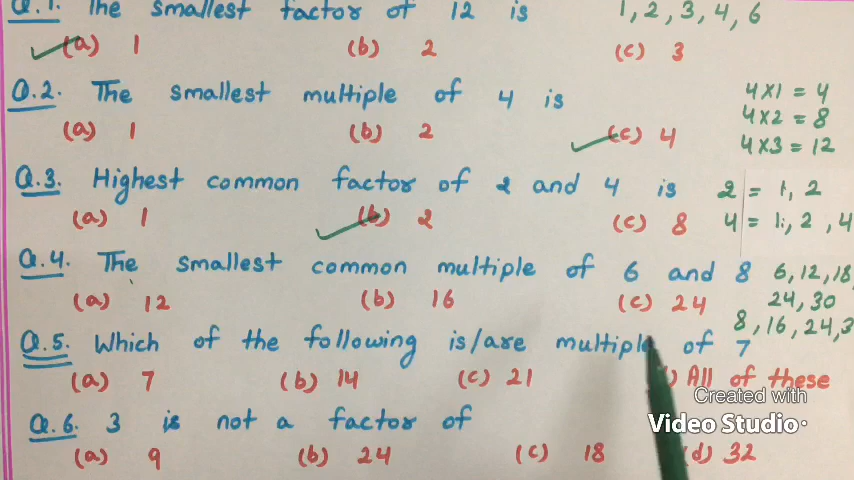 Q.1. The smallest factor of 12 is 1, 2, 3, 4, 6
(a) 1 (b) 2 (c) 3
Q.2. The smallest multiple of 4 is
4x1 = 4
4x2 = 8
(a) 1 (b) 2 (c) 4
4x3 = 12
Q.3. Highest common factor of 2 and 4 is 2 = 1, 2
(a) 1 (b) 2 (c) 8 4 = 1, 2, 4
Q.4. The smallest common multiple of 6 and 8 6, 12, 18,
(a) 12 (b) 16 (c) 24 24, 30
8, 16, 24, 3
Q.5. Which of the following is/are multiple of 7
(a) 7 (b) 14 (c) 21 All of these
Created with
Video Studio
Q.6. 3 is not a factor of
(a) 9 (b) 24 (c) 18 (d) 32